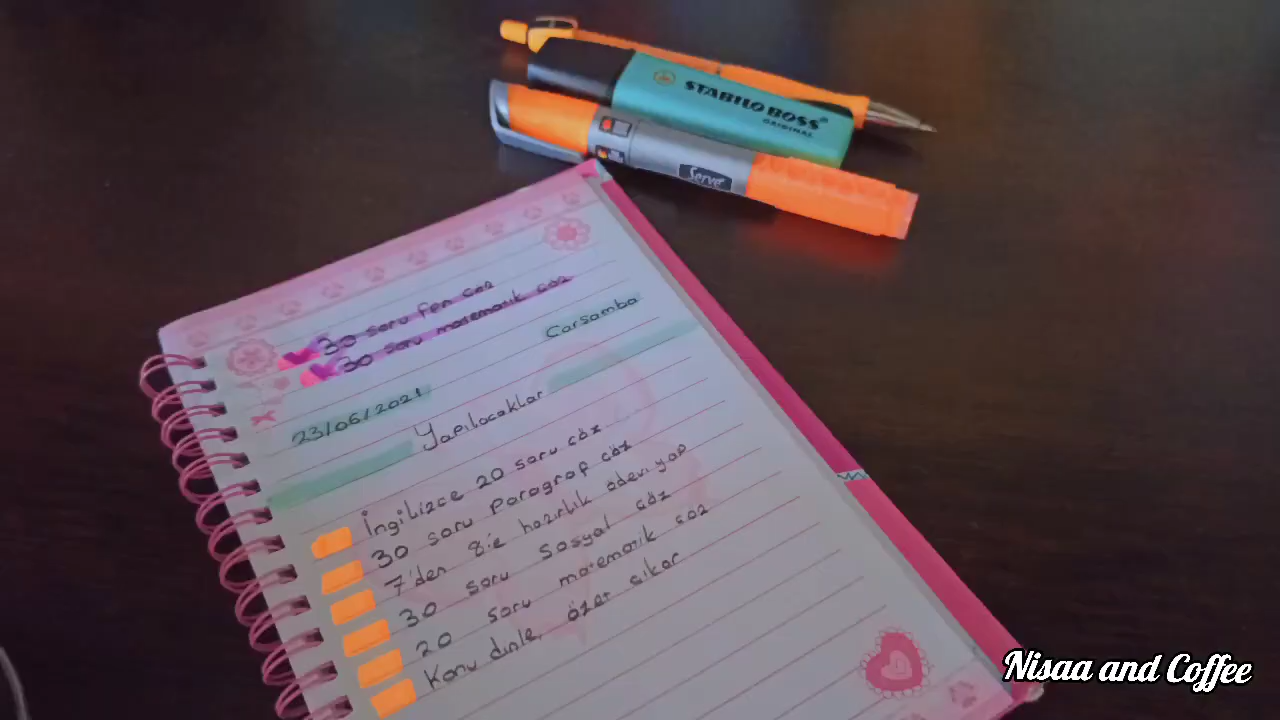 STABILO BOSS
ORIGINAL
Serve
30 soru fen çöz
30 soru matematik çöz
Çarşamba
23/06/2021
Yapılacaklar
İngilizce 20 soru çöz
30 soru Paragraf çöz
7'den 8'e hazırlık ödevi yap
30 soru Sosyal çöz
20 soru matematik çöz
Konu dinle, özet çıkar
Nisaa and Coffee